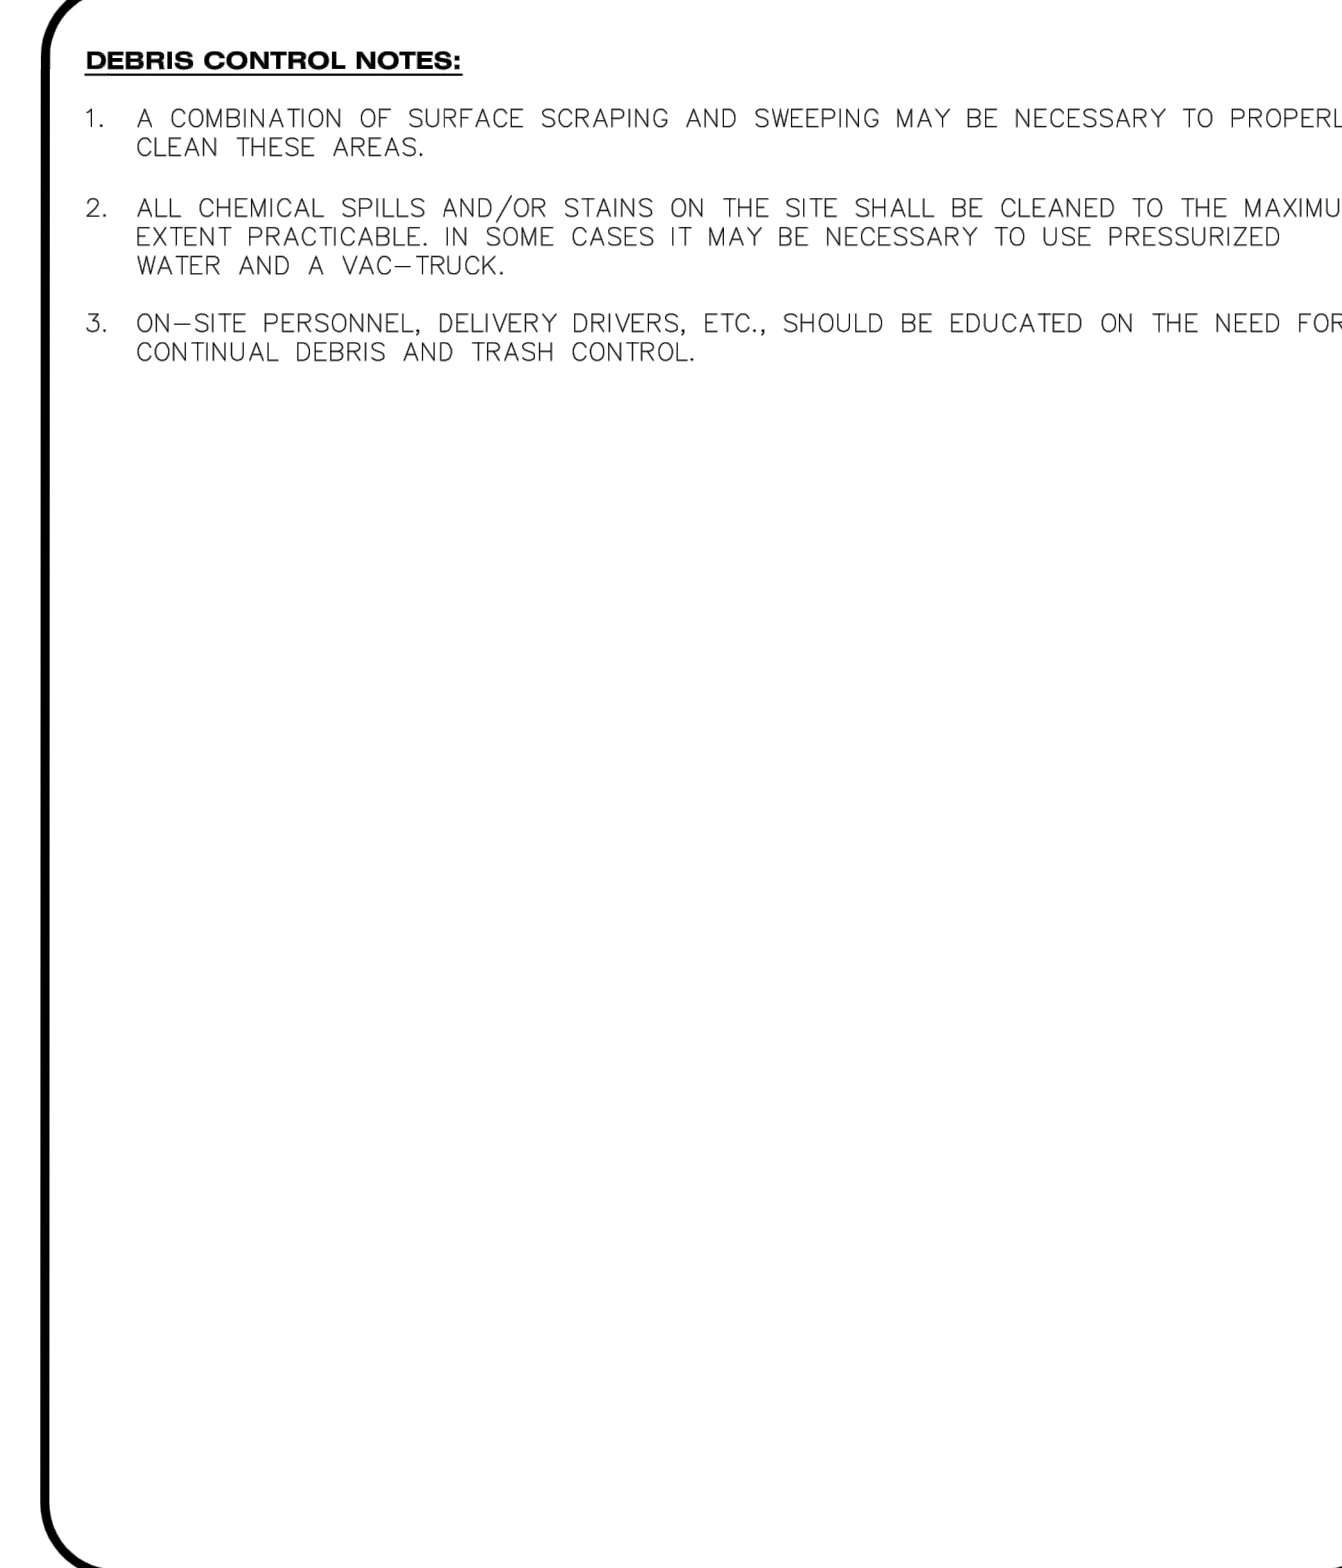 DEBRIS CONTROL NOTES:
1. A COMBINATION OF SURFACE SCRAPING AND SWEEPING MAY BE NECESSARY TO PROPERL
CLEAN THESE AREAS.
2. ALL CHEMICAL SPILLS AND/OR STAINS ON THE SITE SHALL BE CLEANED TO THE MAXIMU
EXTENT PRACTICABLE. IN SOME CASES IT MAY BE NECESSARY TO USE PRESSURIZED
WATER AND A VAC-TRUCK.
3. ON-SITE PERSONNEL, DELIVERY DRIVERS, ETC., SHOULD BE EDUCATED ON THE NEED FOR
CONTINUAL DEBRIS AND TRASH CONTROL.